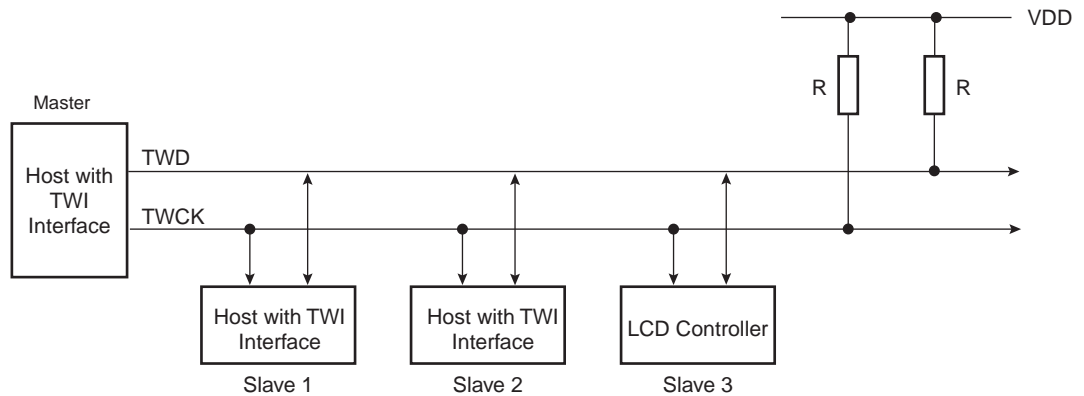 VDD
R
R
Master
Host with
TWI
Interface
TWD
TWCK
Host with TWI
Interface
Slave 1
Host with TWI
Interface
Slave 2
LCD Controller
Slave 3